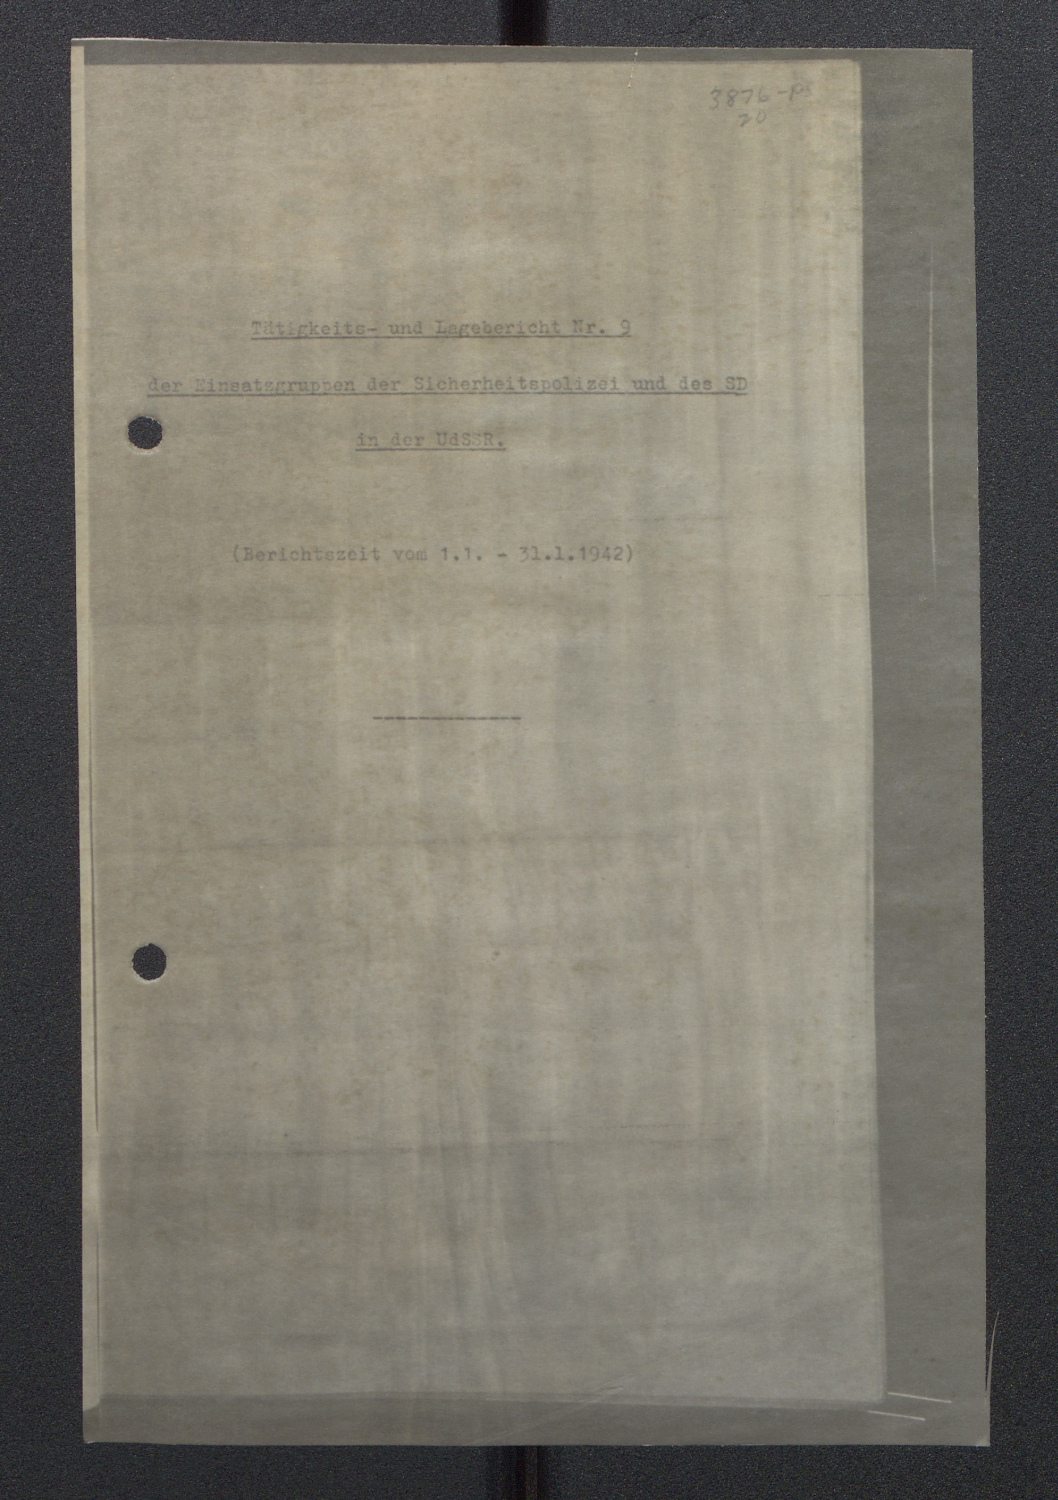 3876-PS
20
Tätigkeits- und Lagebericht Nr. 9
der Einsatzgruppen der Sicherheitspolizei und des SD
in der UdSSR.
(Berichtszeit vom 1.1. - 31.1.1942)